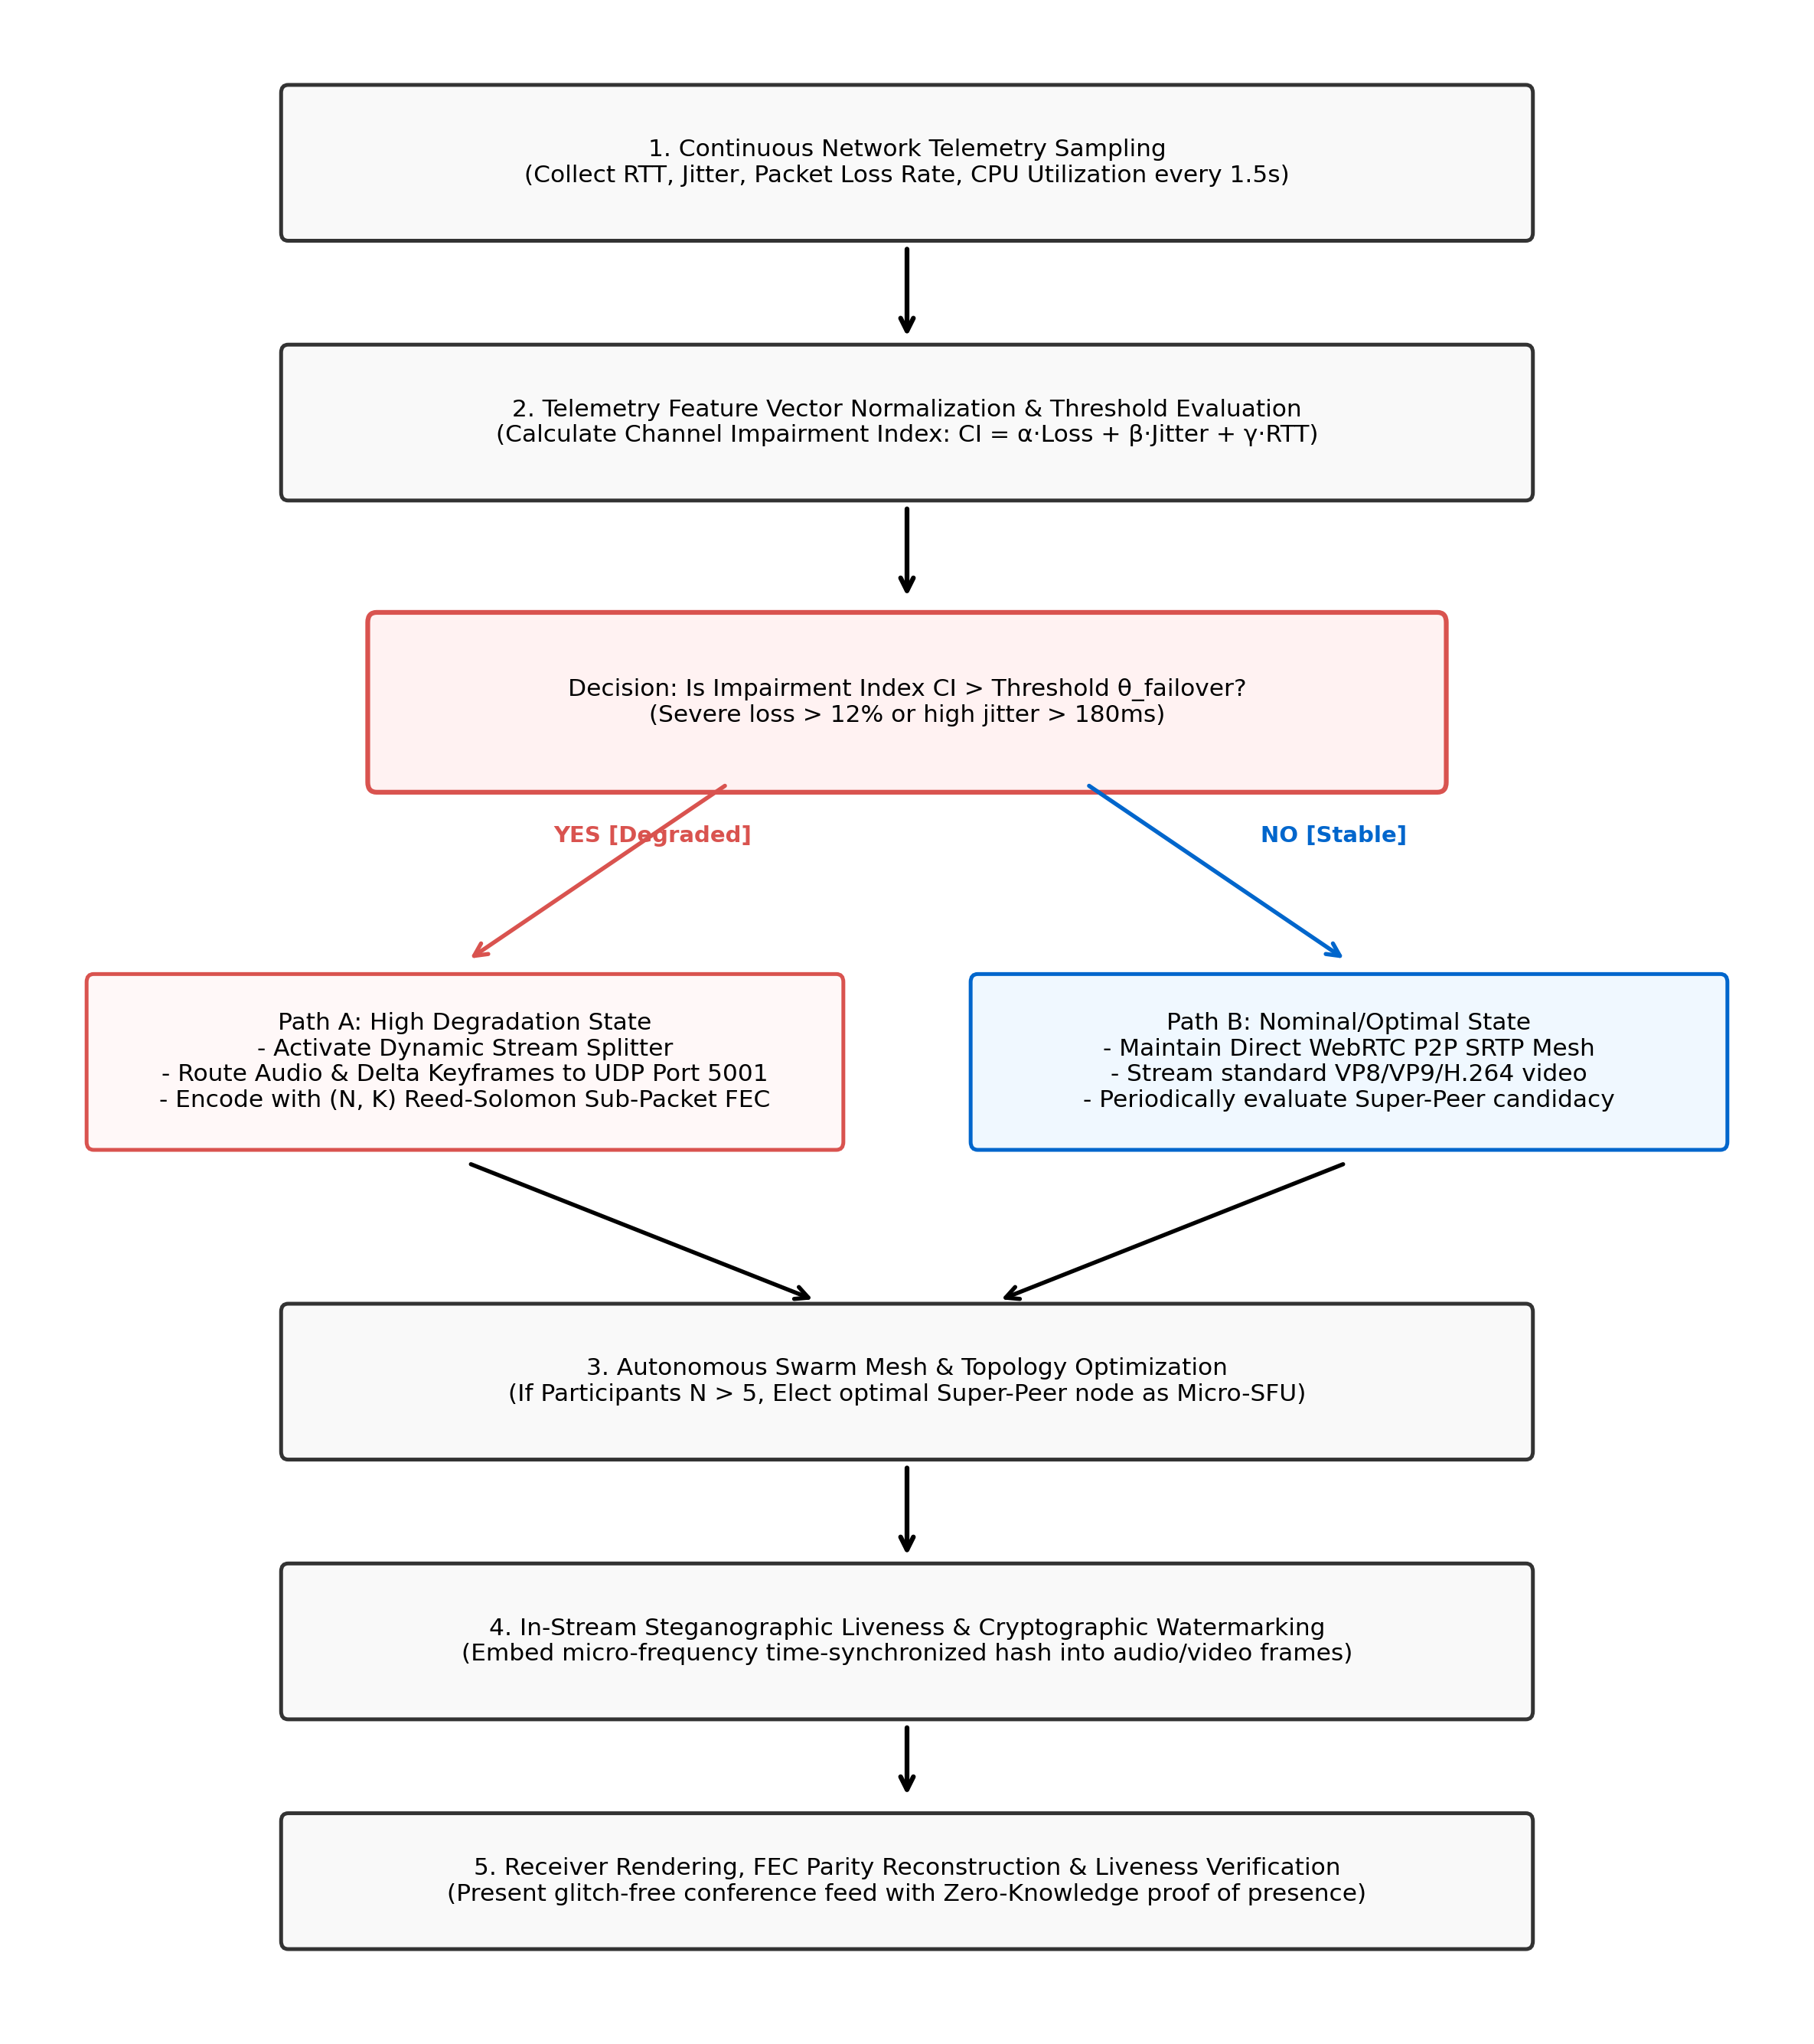 1. Continuous Network Telemetry Sampling
(Collect RTT, Jitter, Packet Loss Rate, CPU Utilization every 1.5s)
2. Telemetry Feature Vector Normalization & Threshold Evaluation
(Calculate Channel Impairment Index: CI = α·Loss + β·Jitter + γ·RTT)
Decision: Is Impairment Index CI > Threshold θ_failover?
(Severe loss > 12% or high jitter > 180ms)
YES [Degraded]
NO [Stable]
Path A: High Degradation State
- Activate Dynamic Stream Splitter
- Route Audio & Delta Keyframes to UDP Port 5001
- Encode with (N, K) Reed-Solomon Sub-Packet FEC
Path B: Nominal/Optimal State
- Maintain Direct WebRTC P2P SRTP Mesh
- Stream standard VP8/VP9/H.264 video
- Periodically evaluate Super-Peer candidacy
3. Autonomous Swarm Mesh & Topology Optimization
(If Participants N > 5, Elect optimal Super-Peer node as Micro-SFU)
4. In-Stream Steganographic Liveness & Cryptographic Watermarking
(Embed micro-frequency time-synchronized hash into audio/video frames)
5. Receiver Rendering, FEC Parity Reconstruction & Liveness Verification
(Present glitch-free conference feed with Zero-Knowledge proof of presence)